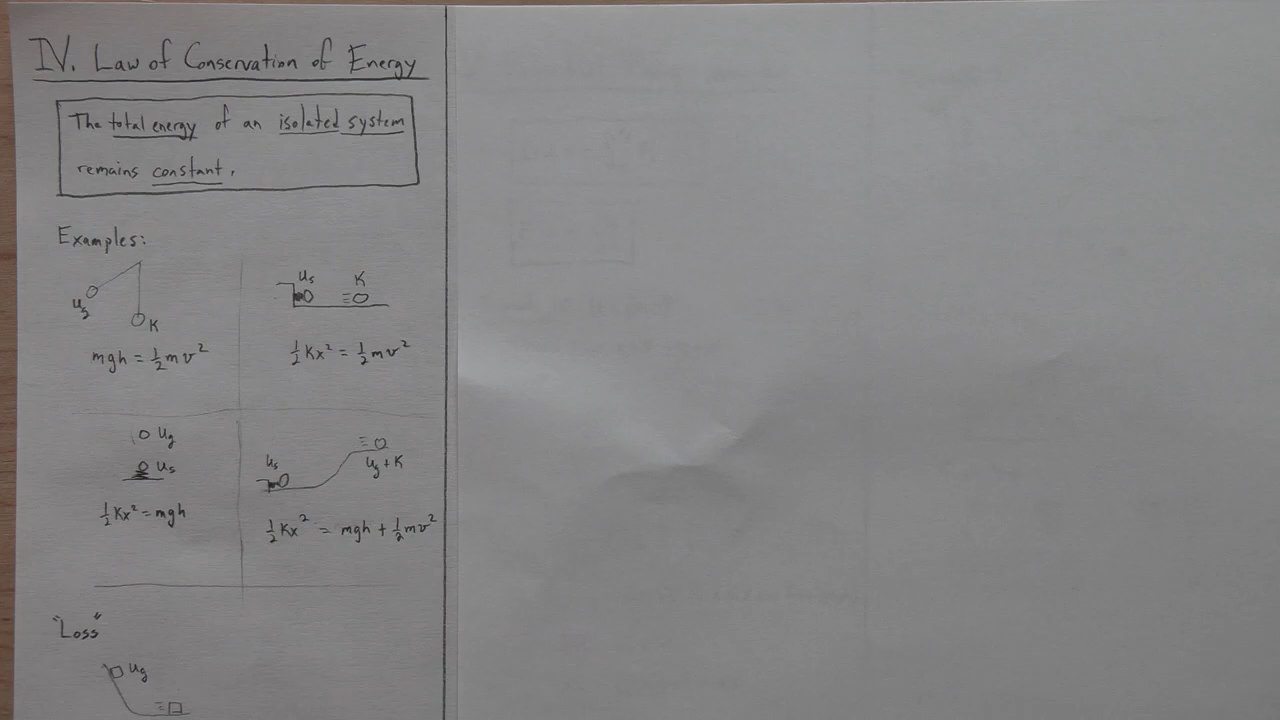 IV. Law of Conservation of Energy
The total energy of an isolated system
remains constant.
Examples:
Ug
K
mgh = ½mv²
Us K
½Kx² = ½mv²
Ug
Us
½Kx² = mgh
Us
Ug + K
½Kx² = mgh + ½mv²
"Loss"
Ug